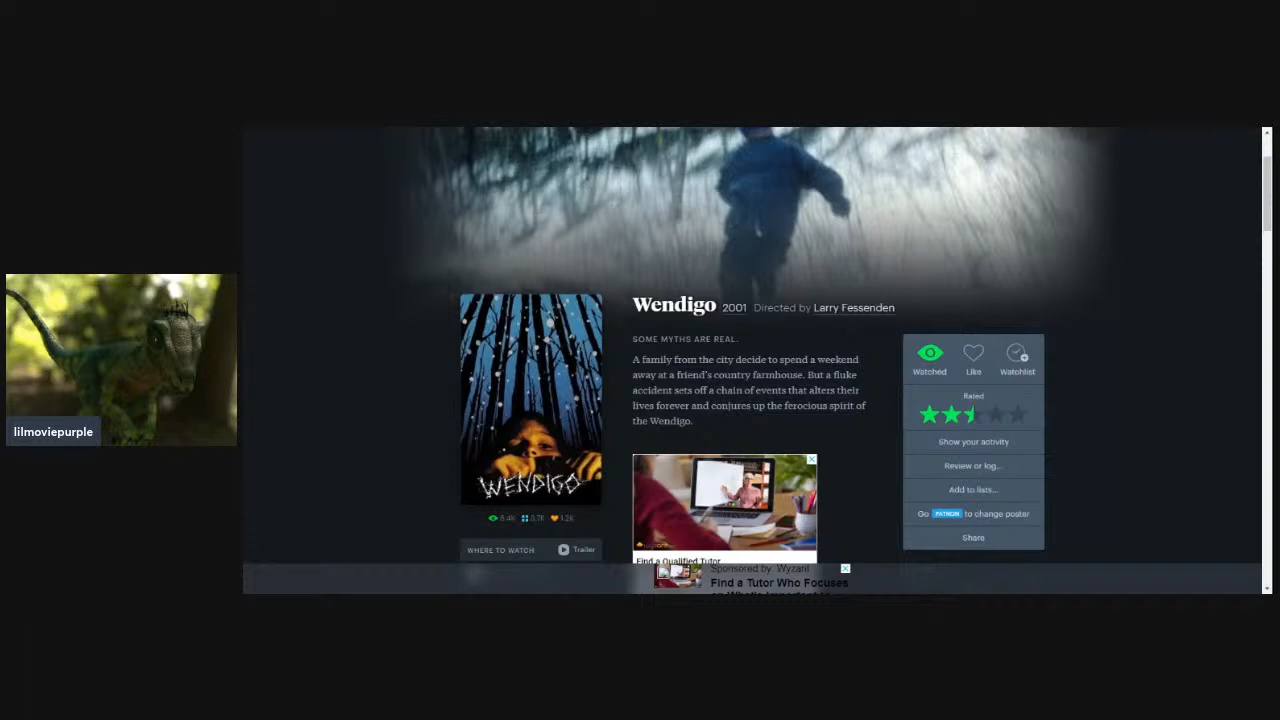 lilmoviepurple
Wendigo 2001 Directed by Larry Fessenden
SOME MYTHS ARE REAL.
A family from the city decide to spend a weekend
away at a friend's country farmhouse. But a fluke
accident sets off a chain of events that alters their
lives forever and conjures up the ferocious spirit of
the Wendigo.
WENDIGO
WHERE TO WATCH
Trailer
Watched
Like
Watchlist
Rated
Show your activity
Review or log...
Add to lists...
Go PATRON to change poster
Share
Find a Qualified Tutor
Sponsored by Wyzant
Find a Tutor Who Focuses